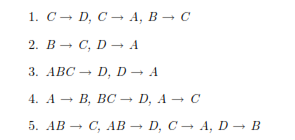 1. C → D, C → A, B → C
2. B → C, D → A
3. ABC → D, D → A
4. A → B, BC → D, A → C
5. AB → C, AB → D, C → A, D → B